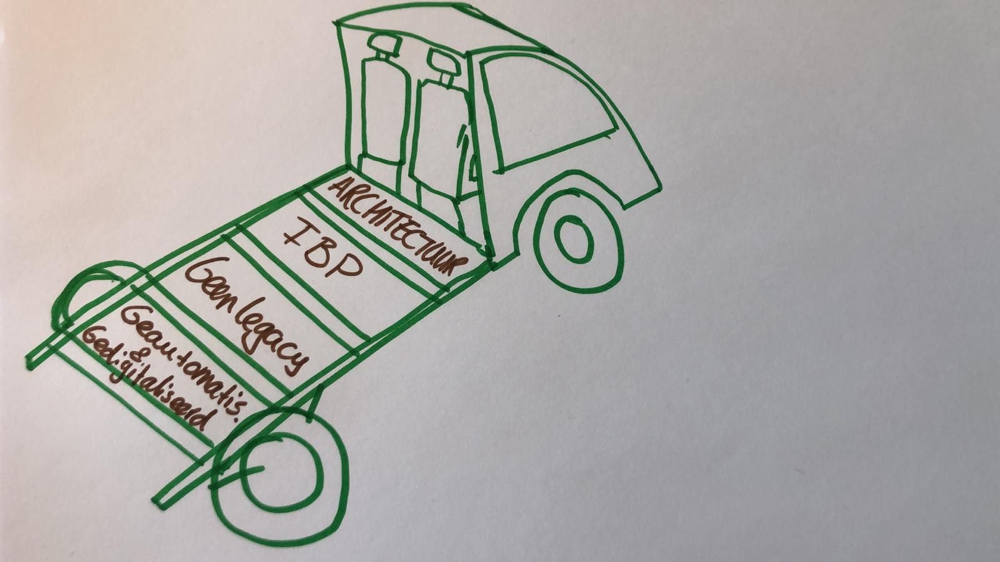 ARCHITECTUUR
IBP
Geen legacy
Geautomatis.
&
Gedigitaliseerd